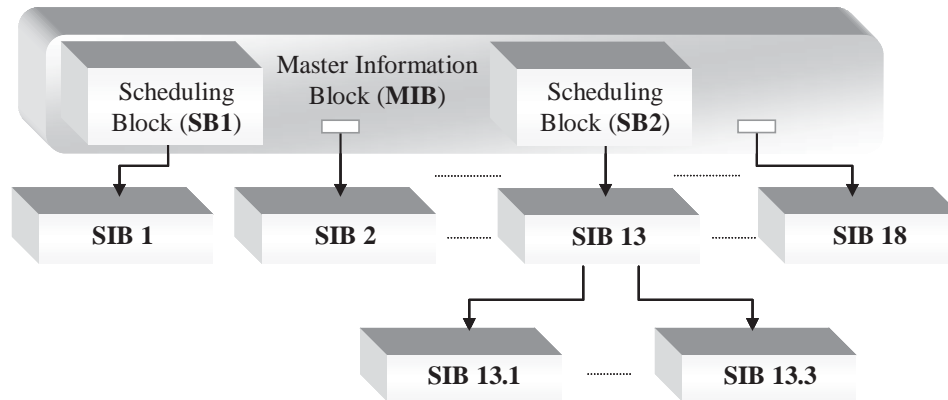 Scheduling
Block (SB1)
Master Information
Block (MIB)
Scheduling
Block (SB2)
SIB 1
SIB 2
SIB 13
SIB 18
SIB 13.1
SIB 13.3